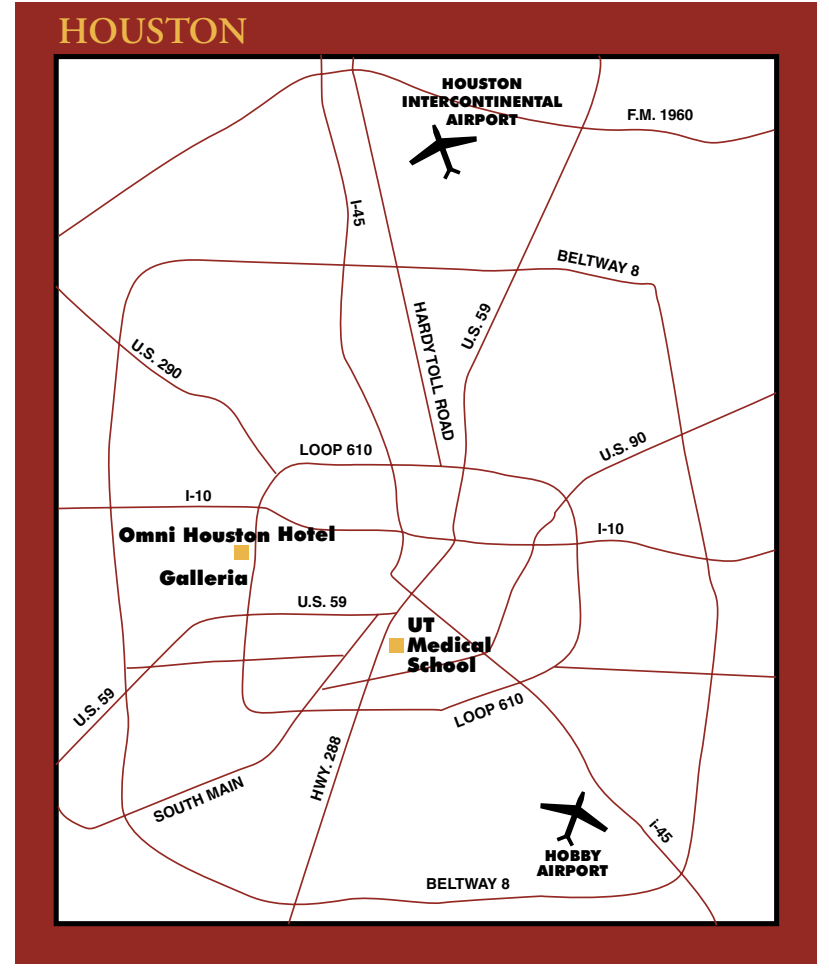 HOUSTON
HOUSTON
INTERCONTINENTAL
AIRPORT
F.M. 1960
I-45
BELTWAY 8
HARDY TOLL ROAD
U.S. 59
U.S. 290
LOOP 610
U.S. 90
I-10
I-10
Omni Houston Hotel
Galleria
U.S. 59
UT
Medical
School
U.S. 59
LOOP 610
HWY. 288
SOUTH MAIN
i-45
HOBBY
AIRPORT
BELTWAY 8